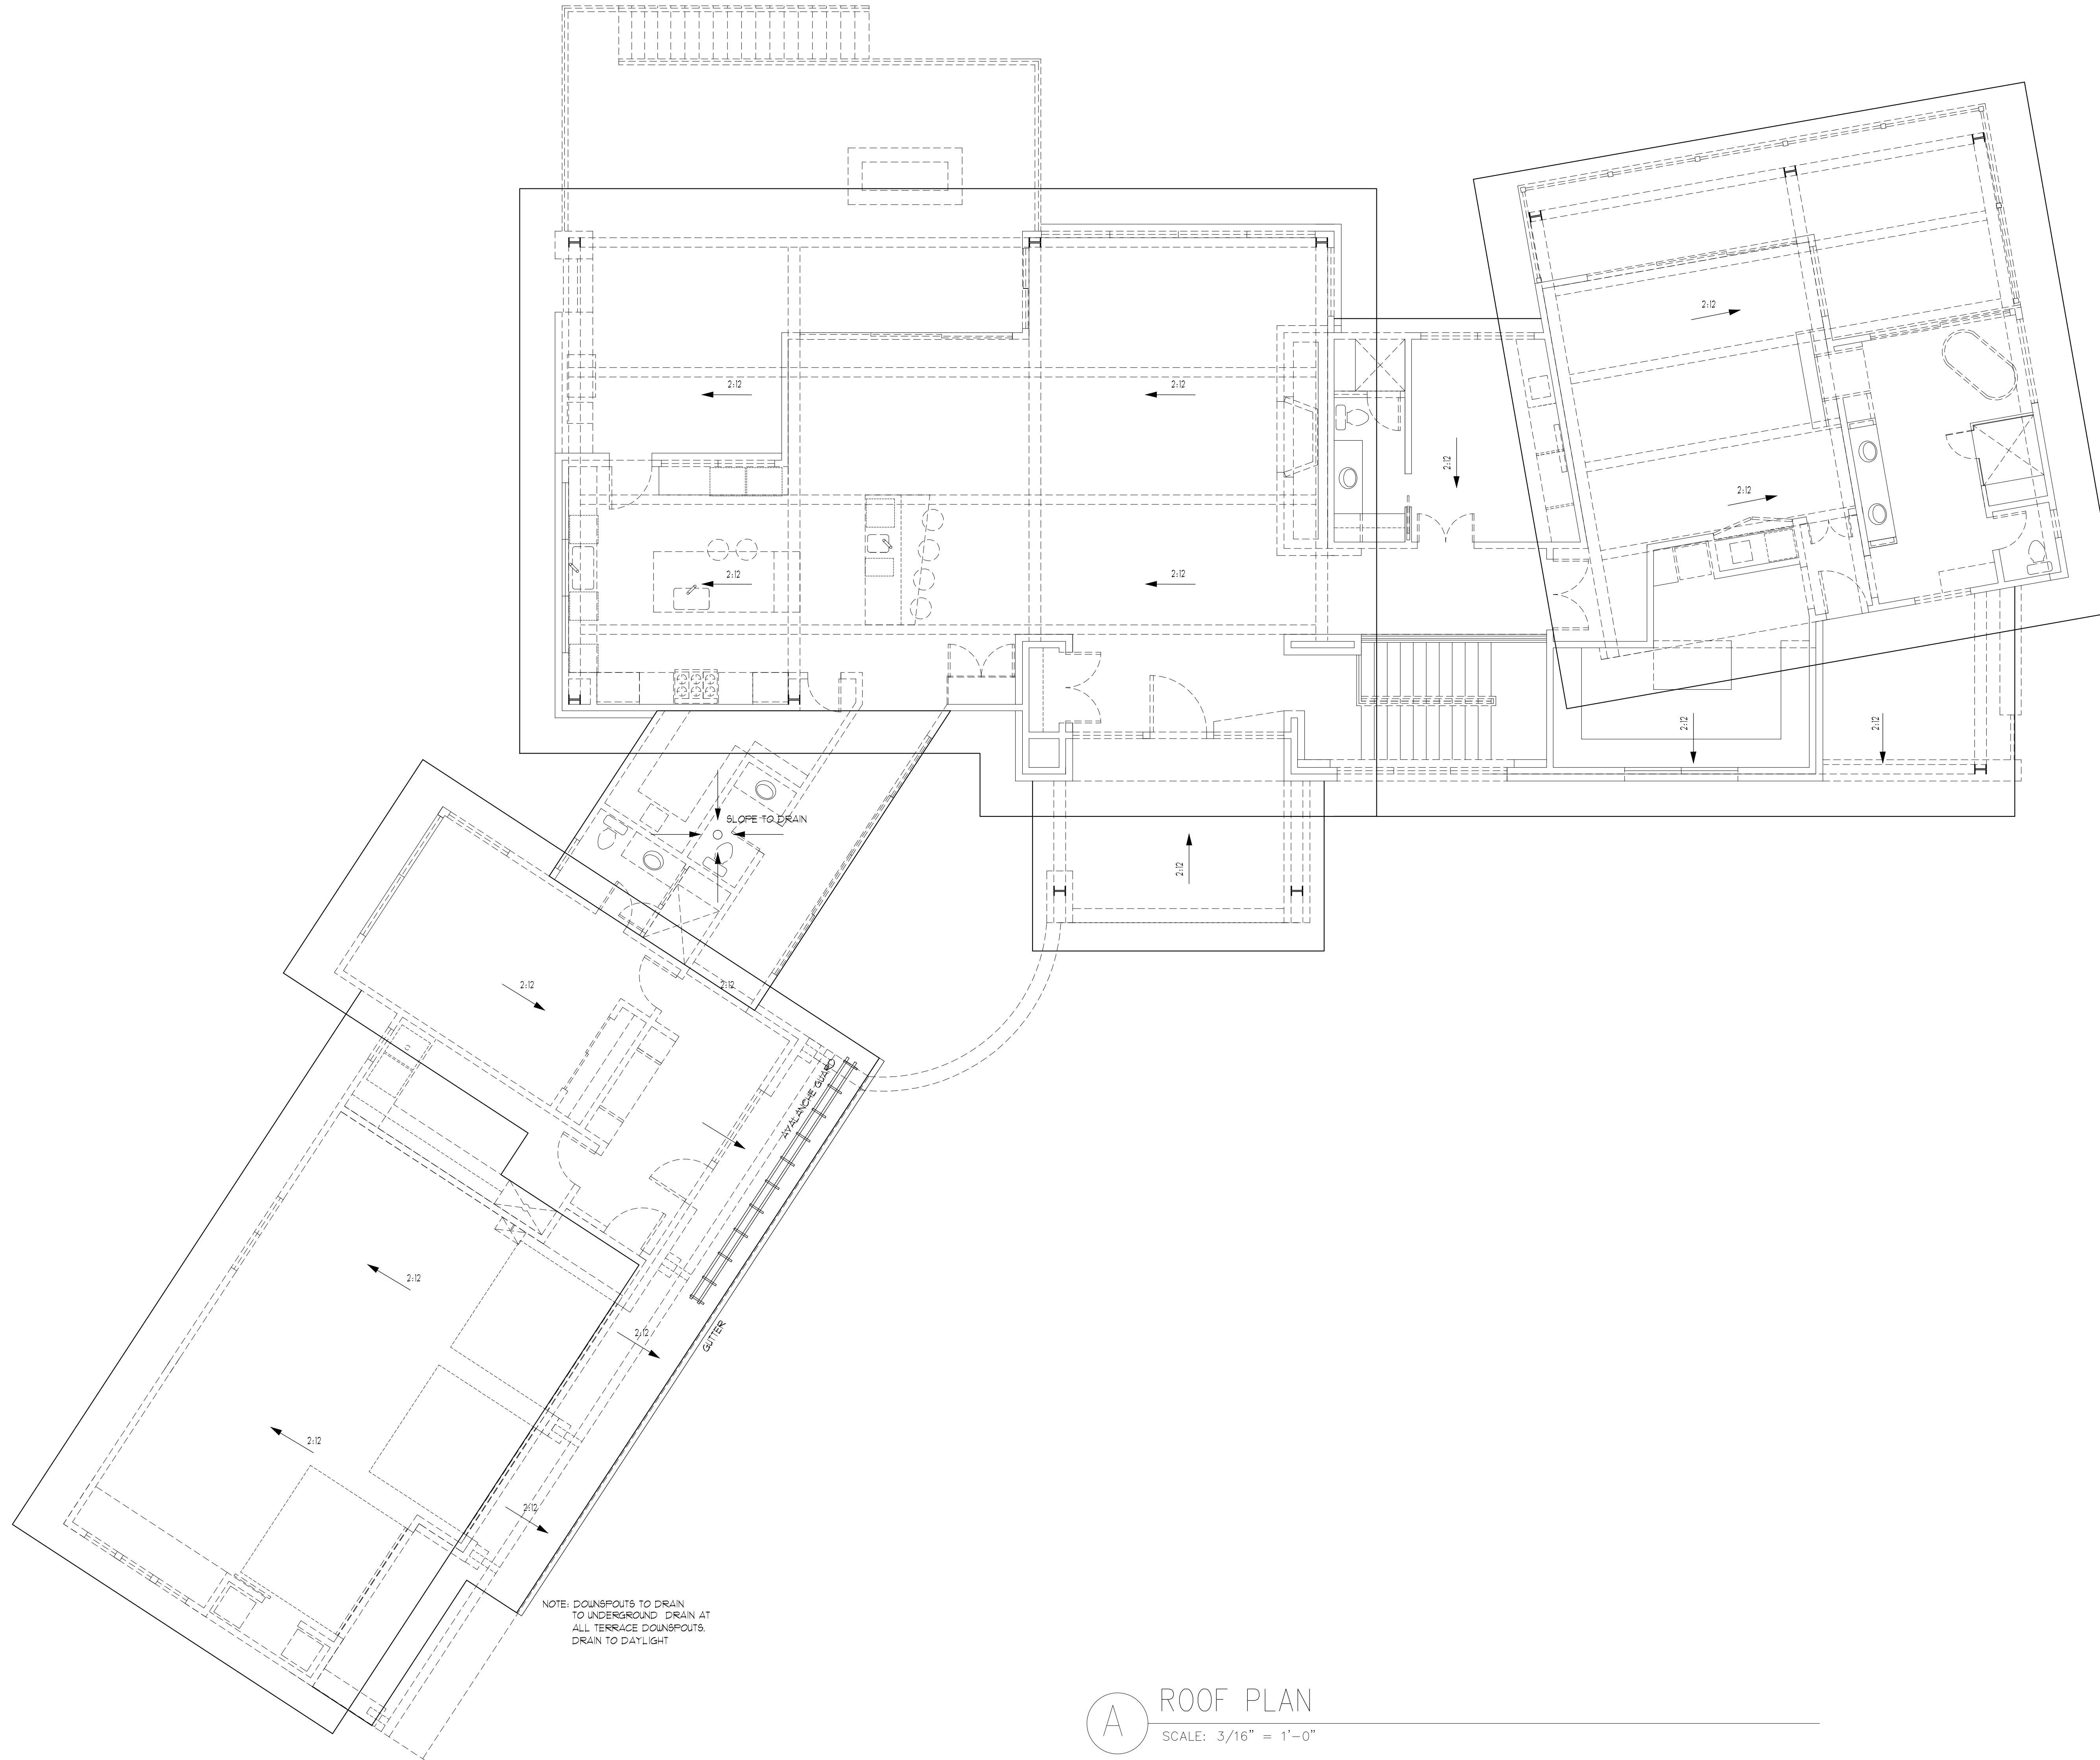 2:12
2:12
2:12
2:12
2:12
2:12
2:12
2:12
2:12
SLOPE TO DRAIN
2:12
2:12
2:12
AVALANCHE GUARD
2:12
2:12
GUTTER
2:12
2:12
NOTE: DOWNSPOUTS TO DRAIN
TO UNDERGROUND DRAIN AT
ALL TERRACE DOWNSPOUTS.
DRAIN TO DAYLIGHT
A
ROOF PLAN
SCALE: 3/16" = 1'-0"